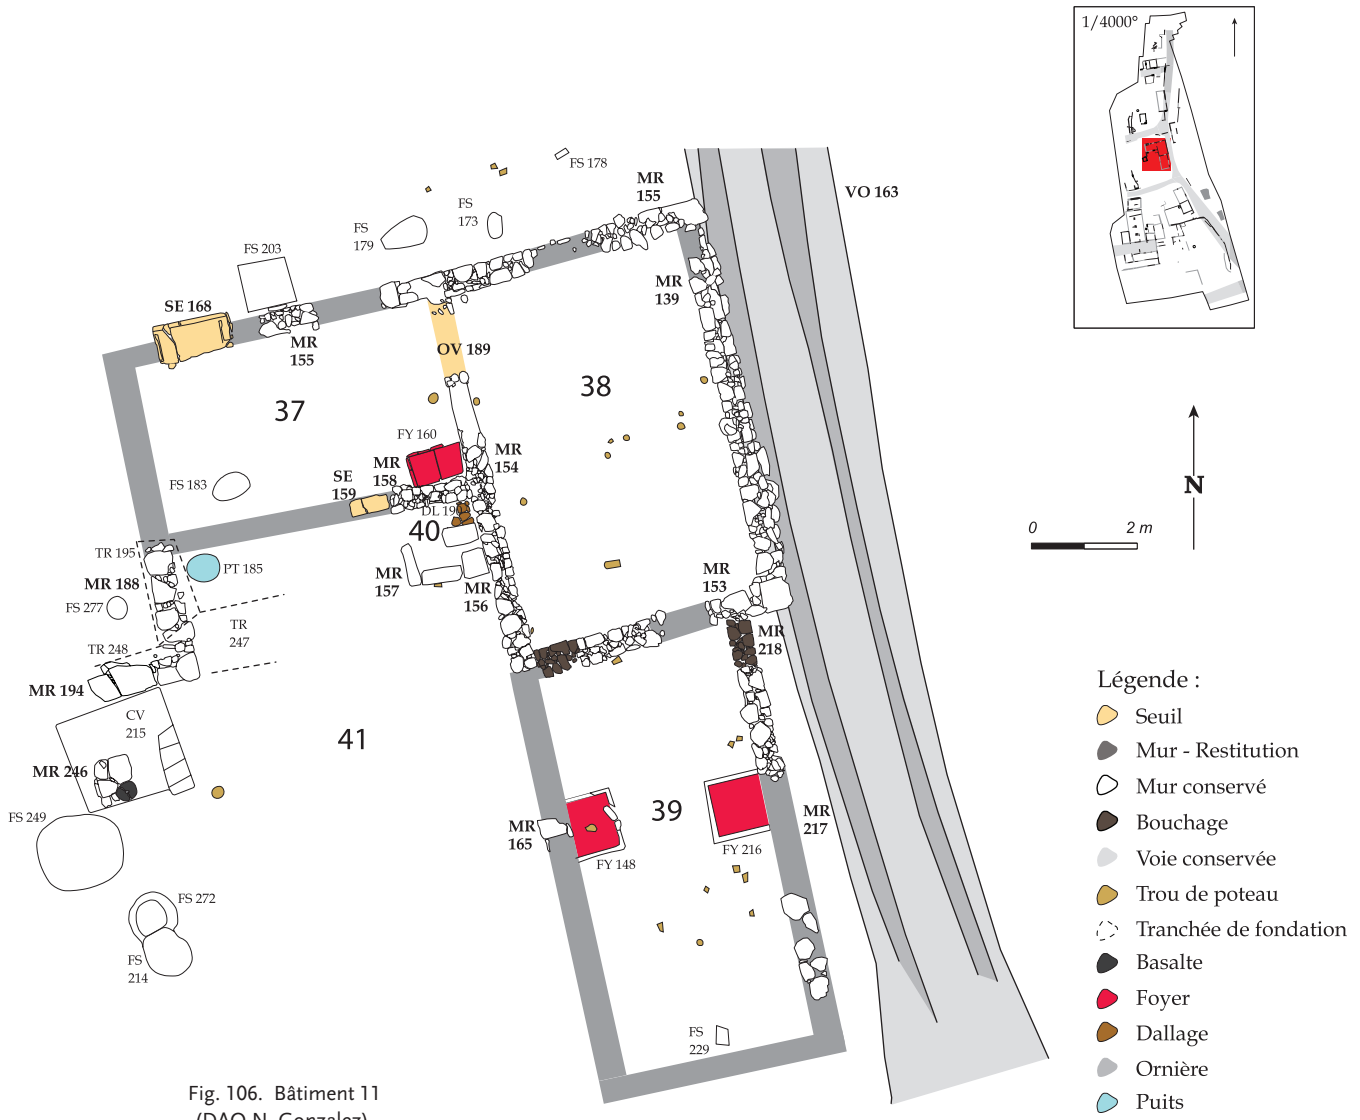 1/4000°
FS 178
MR
155
VO 163
FS
173
FS
179
FS 203
SE 168
MR
139
MR
155
OV 189
37
38
FY 160
MR
154
MR
158
SE
159
FS 183
DL 190
40
N
0 2 m
TR 195
PT 185
MR 188
MR
157
MR
156
MR
153
FS 277
TR
247
MR
218
TR 248
MR 194
CV
215
41
MR 246
39
FS 249
MR
165
MR
217
FY 148
FY 216
FS 272
FS
214
FS
229
Légende :
Seuil
Mur - Restitution
Mur conservé
Bouchage
Voie conservée
Trou de poteau
Tranchée de fondation
Basalte
Foyer
Dallage
Ornière
Puits
Fig. 106. Bâtiment 11
(DAO N. Gonzalez)